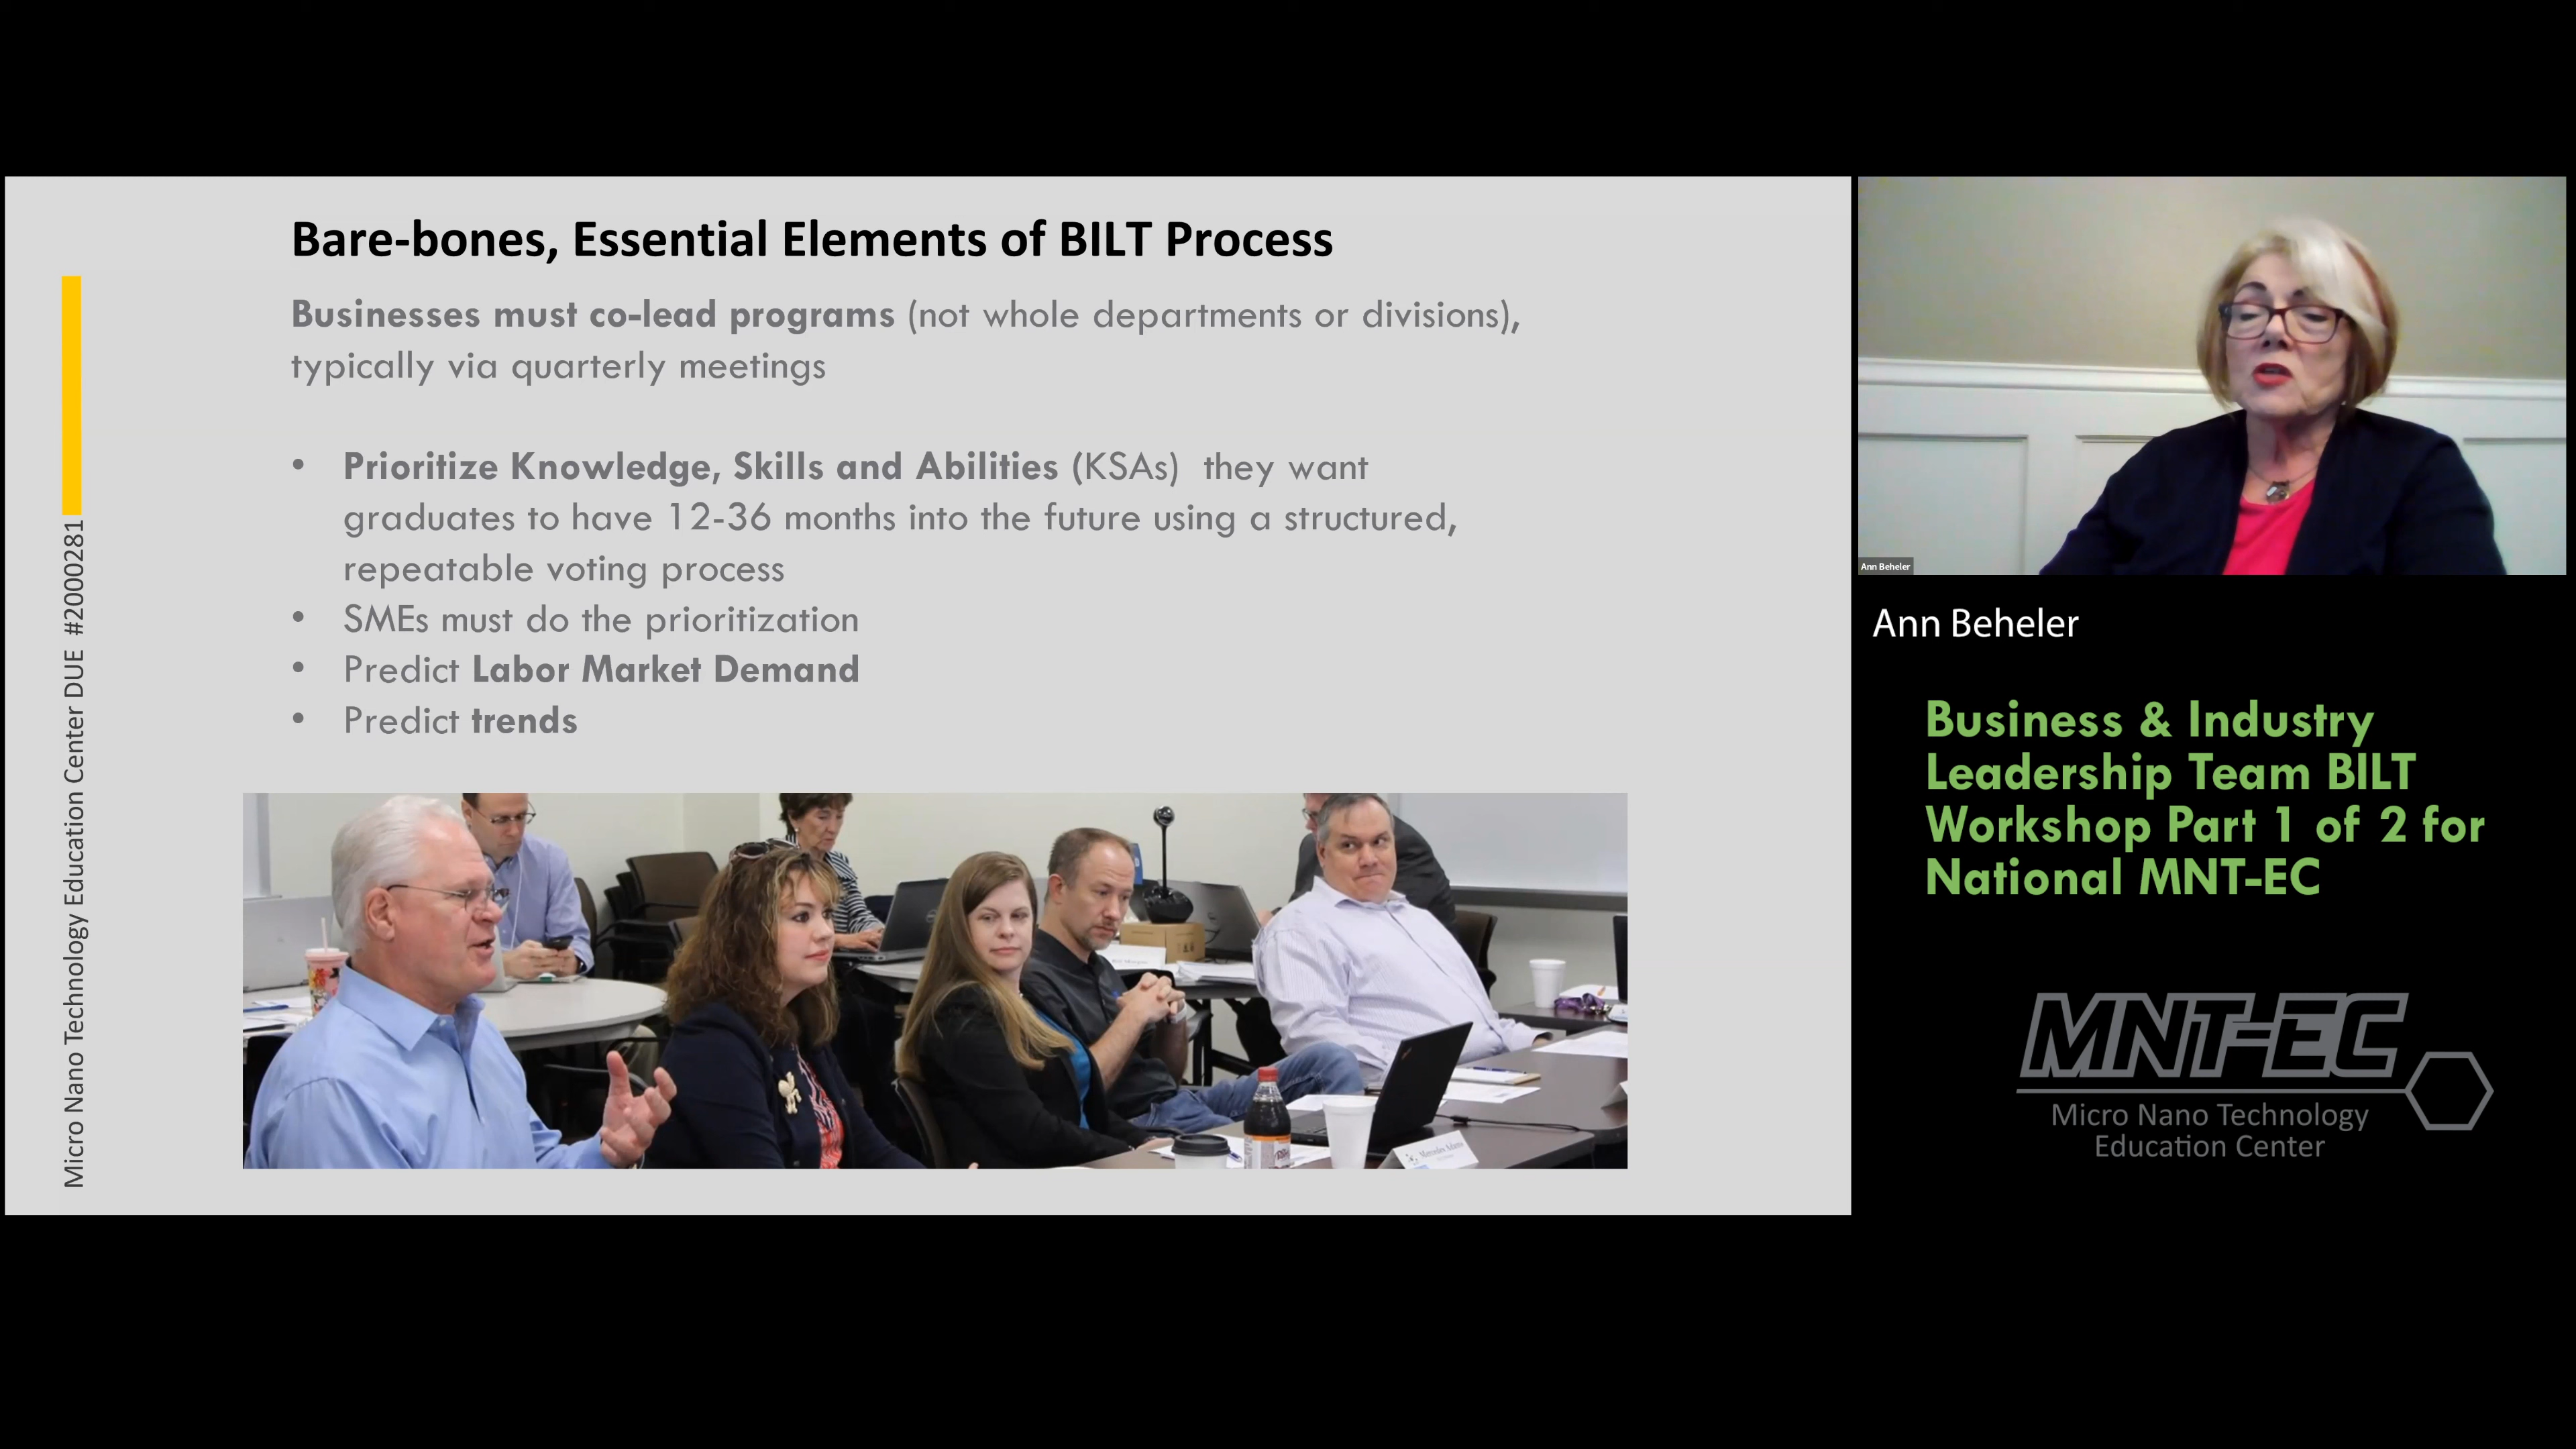 Bare-bones, Essential Elements of BILT Process
Businesses must co-lead programs (not whole departments or divisions),
typically via quarterly meetings
• Prioritize Knowledge, Skills and Abilities (KSAs) they want
graduates to have 12-36 months into the future using a structured,
repeatable voting process
• SMEs must do the prioritization
• Predict Labor Market Demand
• Predict trends
Micro Nano Technology Education Center DUE #2000281
Mercedes Adams
Ann Beheler
Ann Beheler
Business & Industry
Leadership Team BILT
Workshop Part 1 of 2 for
National MNT-EC
MNT-EC
Micro Nano Technology
Education Center